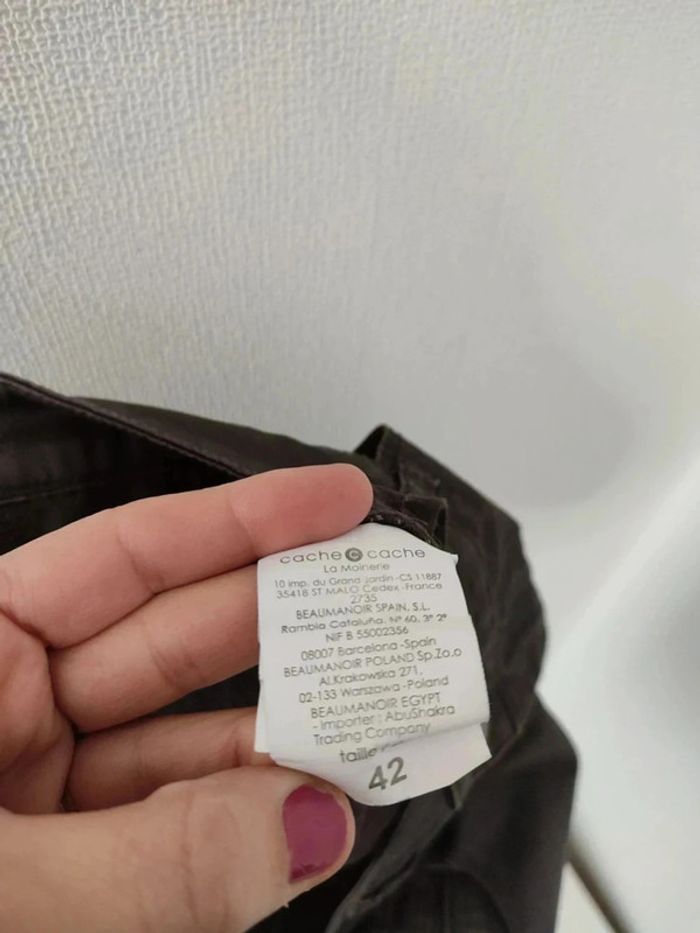 cache c cache
La Moinerie
10 imp. du Grand Jardin-CS 11887
35418 ST MALO Cedex-France
2735
BEAUMANOIR SPAIN, S.L.
Rambla Cataluña, Nº 60, 3º 2ª
NIF B 55002356
08007 Barcelona-Spain
BEAUMANOIR POLAND Sp.Zo.o
Al.Krakowska 271,
02-133 Warszawa-Poland
BEAUMANOIR EGYPT
- Importer : AbuShakra
Trading Company
taille
42